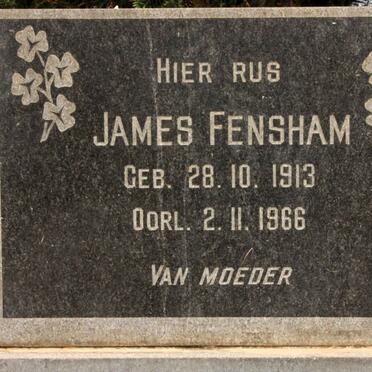 HIER RUS
JAMES FENSHAM
GEB. 28. 10. 1913
OORL. 2. 11. 1966
VAN MOEDER